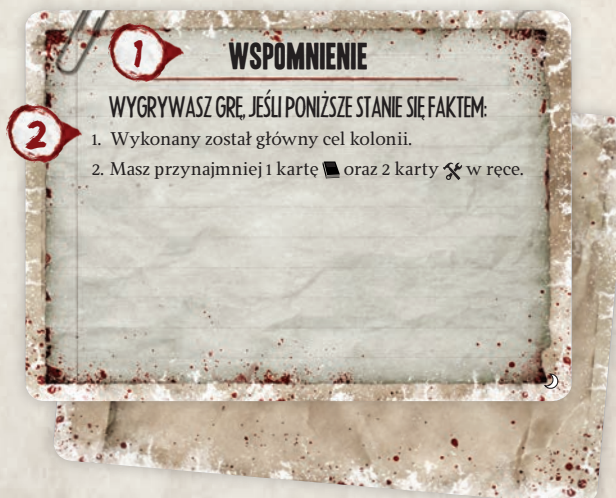 1
WSPOMNIENIE
WYGRYWASZ GRĘ, JEŚLI PONIŻSZE STANIE SIĘ FAKTEM:
2
1. Wykonany został główny cel kolonii.
2. Masz przynajmniej 1 kartę oraz 2 karty w ręce.